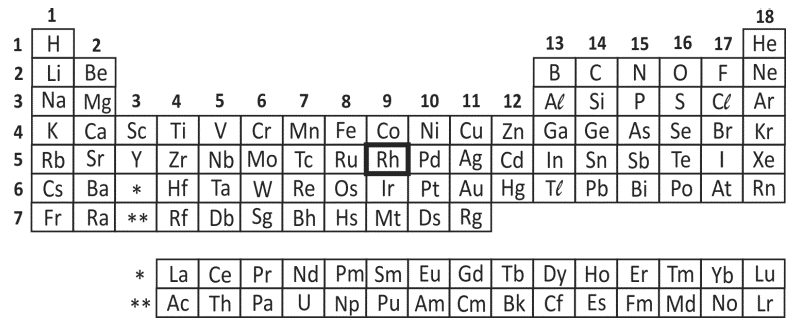 1 18
1 H 2 13 14 15 16 17 He
2 Li Be B C N O F Ne
3 Na Mg 3 4 5 6 7 8 9 10 11 12 Aℓ Si P S Cℓ Ar
4 K Ca Sc Ti V Cr Mn Fe Co Ni Cu Zn Ga Ge As Se Br Kr
5 Rb Sr Y Zr Nb Mo Tc Ru Rh Pd Ag Cd In Sn Sb Te I Xe
6 Cs Ba * Hf Ta W Re Os Ir Pt Au Hg Tℓ Pb Bi Po At Rn
7 Fr Ra ** Rf Db Sg Bh Hs Mt Ds Rg
* La Ce Pr Nd Pm Sm Eu Gd Tb Dy Ho Er Tm Yb Lu
** Ac Th Pa U Np Pu Am Cm Bk Cf Es Fm Md No Lr